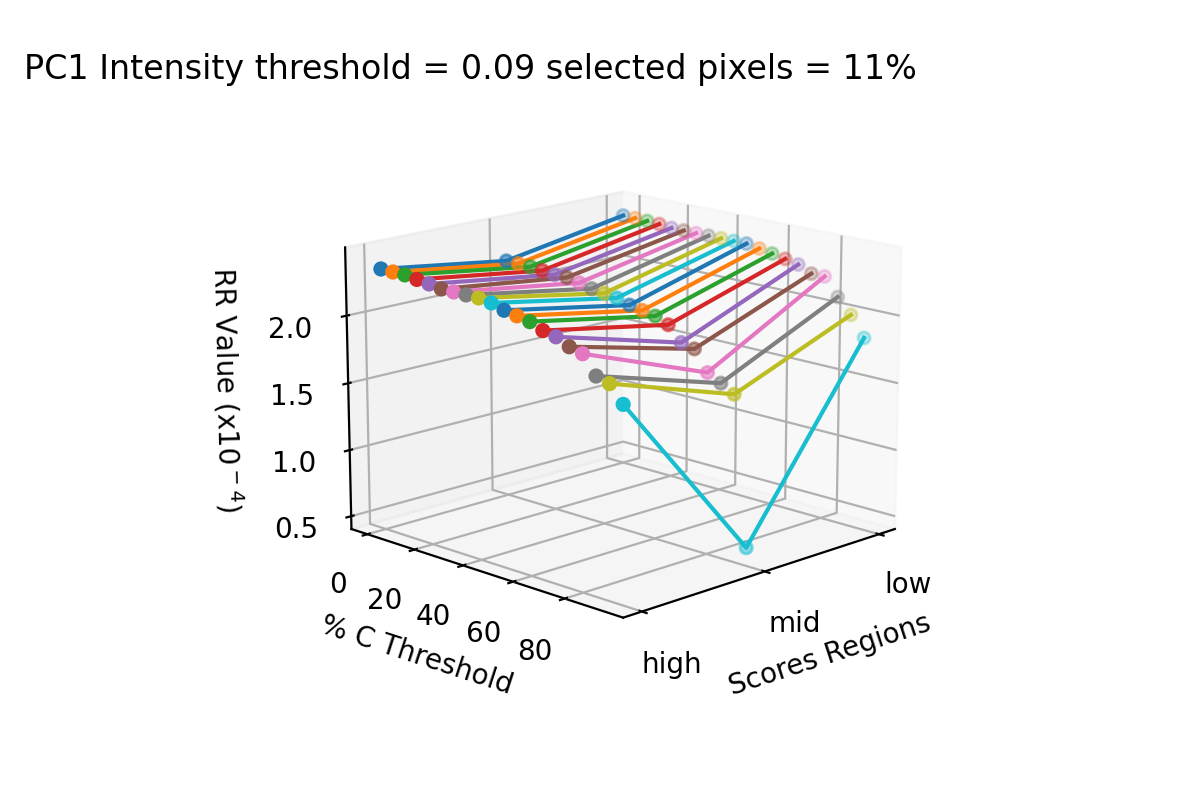 PC1 Intensity threshold = 0.09 selected pixels = 11%
RR Value (x10⁻⁴)
2.0
1.5
1.0
0.5
0
20
40
60
80
% C Threshold
high
mid
low
Scores Regions